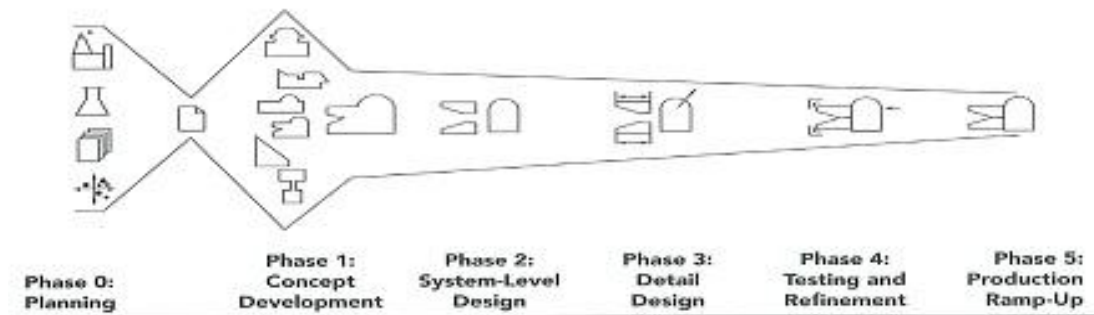 Phase 0:
Planning
Phase 1:
Concept
Development
Phase 2:
System-Level
Design
Phase 3:
Detail
Design
Phase 4:
Testing and
Refinement
Phase 5:
Production
Ramp-Up